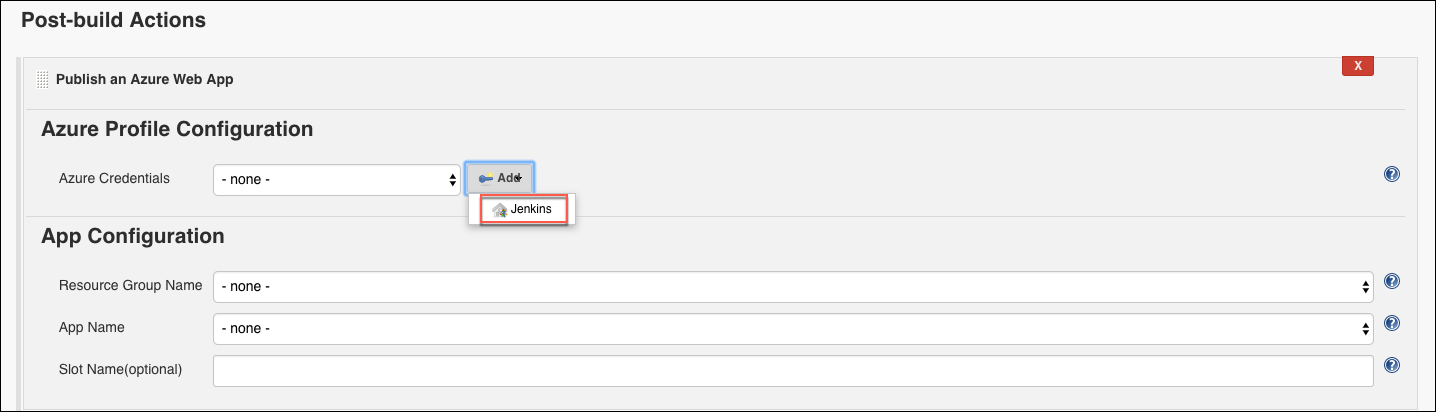 Post-build Actions
X
Publish an Azure Web App
Azure Profile Configuration
Azure Credentials - none - Add
Jenkins
App Configuration
Resource Group Name - none -
App Name - none -
Slot Name(optional)